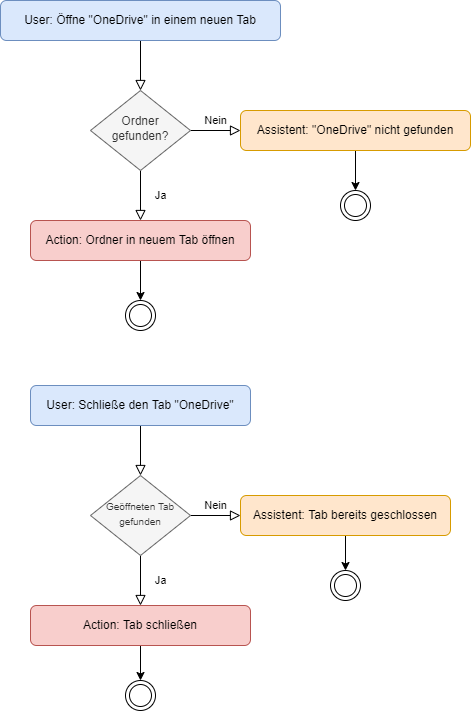 User: Öffne "OneDrive" in einem neuen Tab
Ordner
gefunden?
Nein
Assistent: "OneDrive" nicht gefunden
Ja
Action: Ordner in neuem Tab öffnen
User: Schließe den Tab "OneDrive"
Geöffneten Tab
gefunden
Nein
Assistent: Tab bereits geschlossen
Ja
Action: Tab schließen